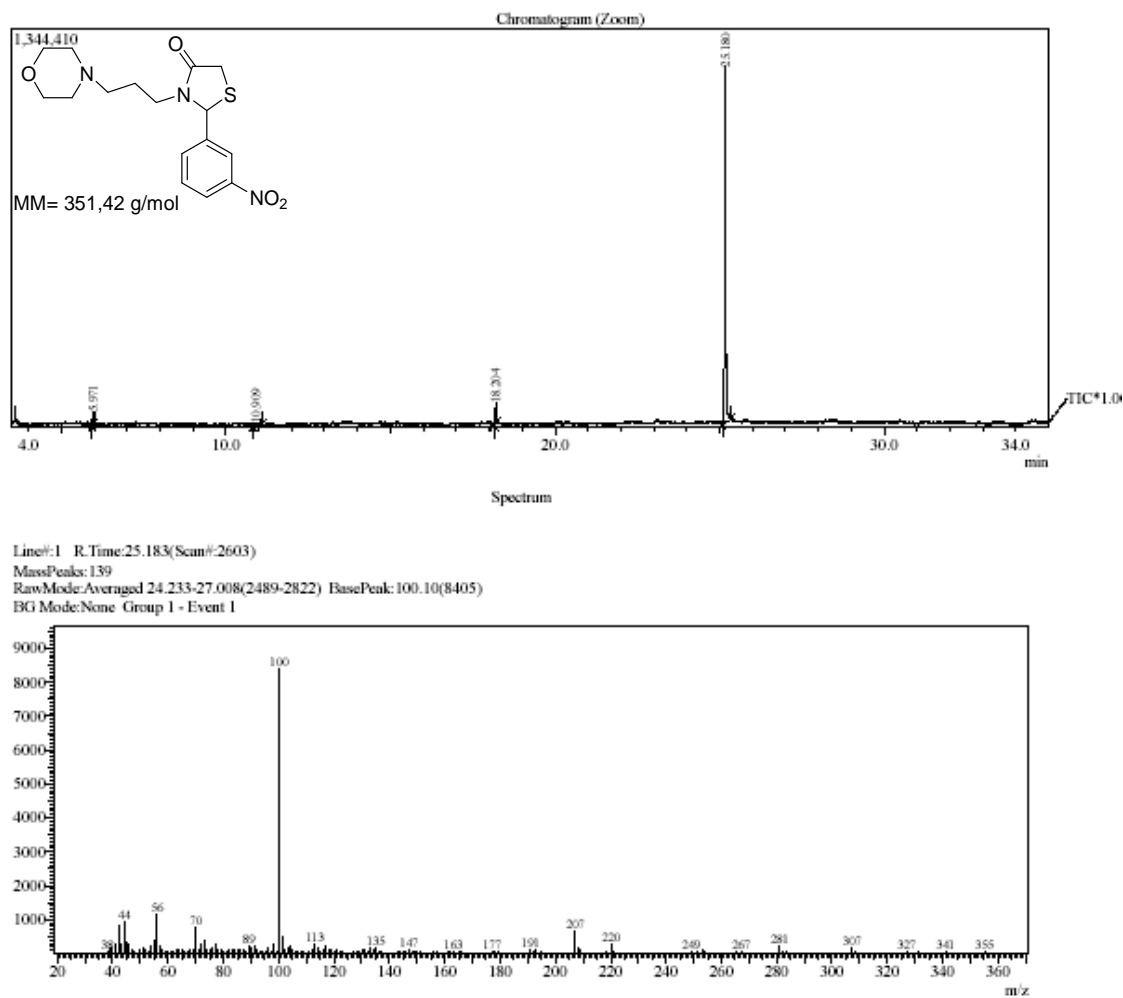 Chromatogram (Zoom)
1,344,410
O
O
N
N
S
NO2
MM= 351,42 g/mol
5.971
10.909
18.204
25.180
TIC*1.0
4.0 10.0 20.0 30.0 34.0
min
Spectrum
Line#:1 R.Time:25.183(Scan#:2603)
MassPeaks:139
RawMode:Averaged 24.233-27.008(2489-2822) BasePeak:100.10(8405)
BG Mode:None Group 1 - Event 1
9000
8000
7000
6000
5000
4000
3000
2000
1000
38 44 56 70 89 100 113 135 147 163 177 191 207 220 249 267 281 307 327 341 355
20 40 60 80 100 120 140 160 180 200 220 240 260 280 300 320 340 360
m/z